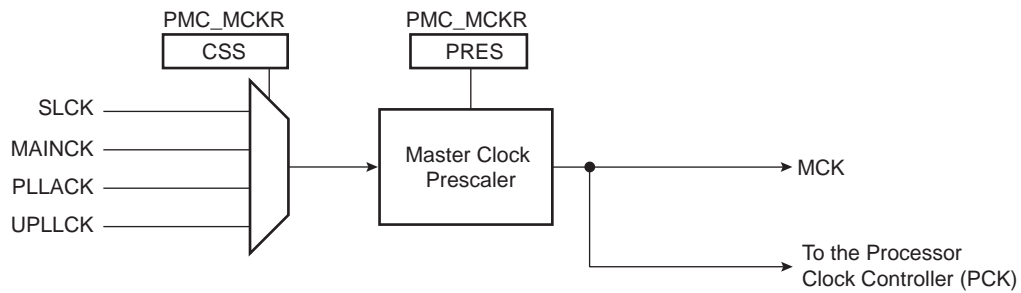 PMC_MCKR
CSS
PMC_MCKR
PRES
SLCK
MAINCK
PLLACK
UPLLCK
Master Clock
Prescaler
MCK
To the Processor
Clock Controller (PCK)